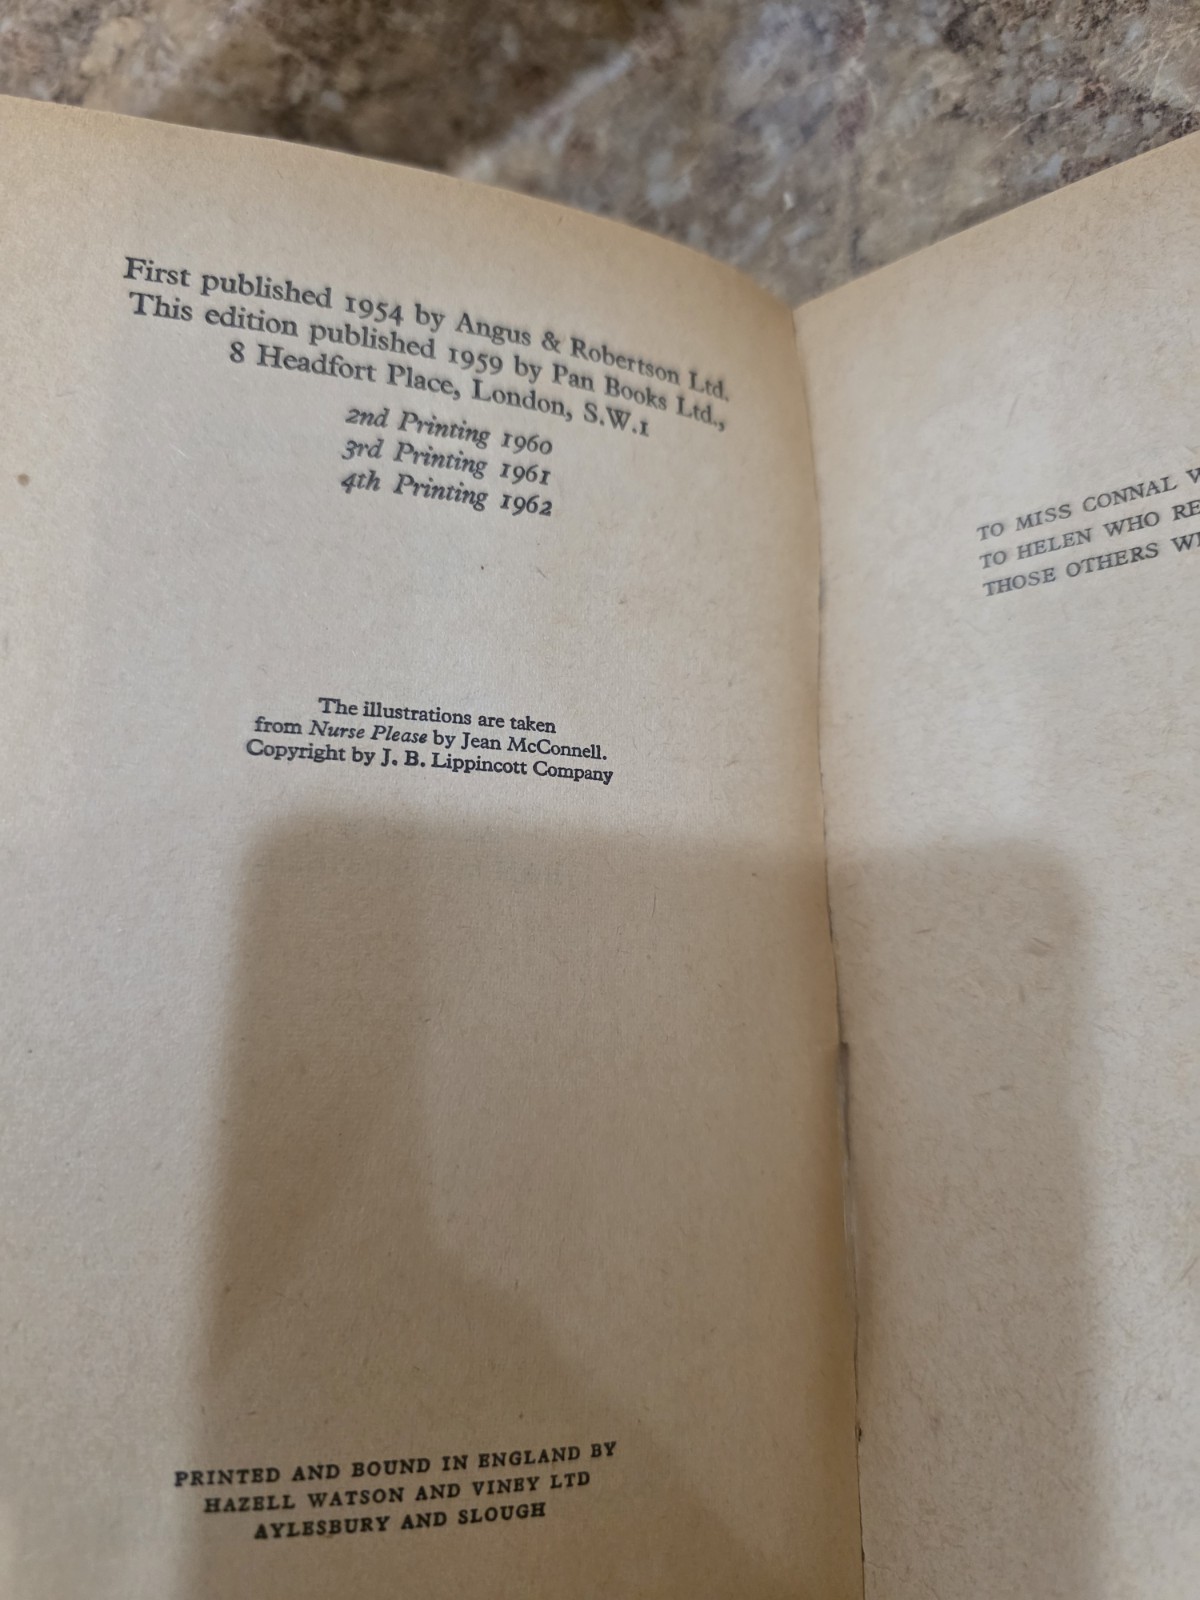 First published 1954 by Angus & Robertson Ltd.
This edition published 1959 by Pan Books Ltd.,
8 Headfort Place, London, S.W.1
2nd Printing 1960
3rd Printing 1961
4th Printing 1962
The illustrations are taken
from Nurse Please by Jean McConnell.
Copyright by J. B. Lippincott Company
PRINTED AND BOUND IN ENGLAND BY
HAZELL WATSON AND VINEY LTD
AYLESBURY AND SLOUGH
TO MISS CONNAL
TO HELEN WHO
THOSE OTHERS